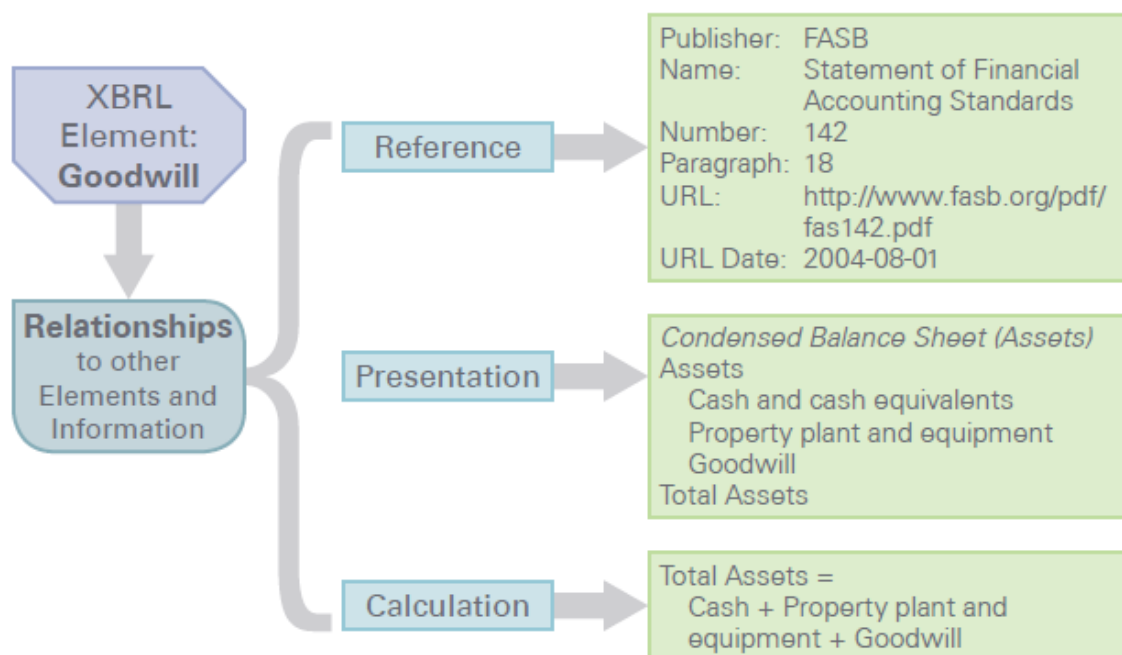 XBRL
Element:
Goodwill
Relationships
to other
Elements and
Information
Reference
Publisher: FASB
Name: Statement of Financial
Accounting Standards
Number: 142
Paragraph: 18
URL: http://www.fasb.org/pdf/
fas142.pdf
URL Date: 2004-08-01
Presentation
Condensed Balance Sheet (Assets)
Assets
Cash and cash equivalents
Property plant and equipment
Goodwill
Total Assets
Calculation
Total Assets =
Cash + Property plant and
equipment + Goodwill